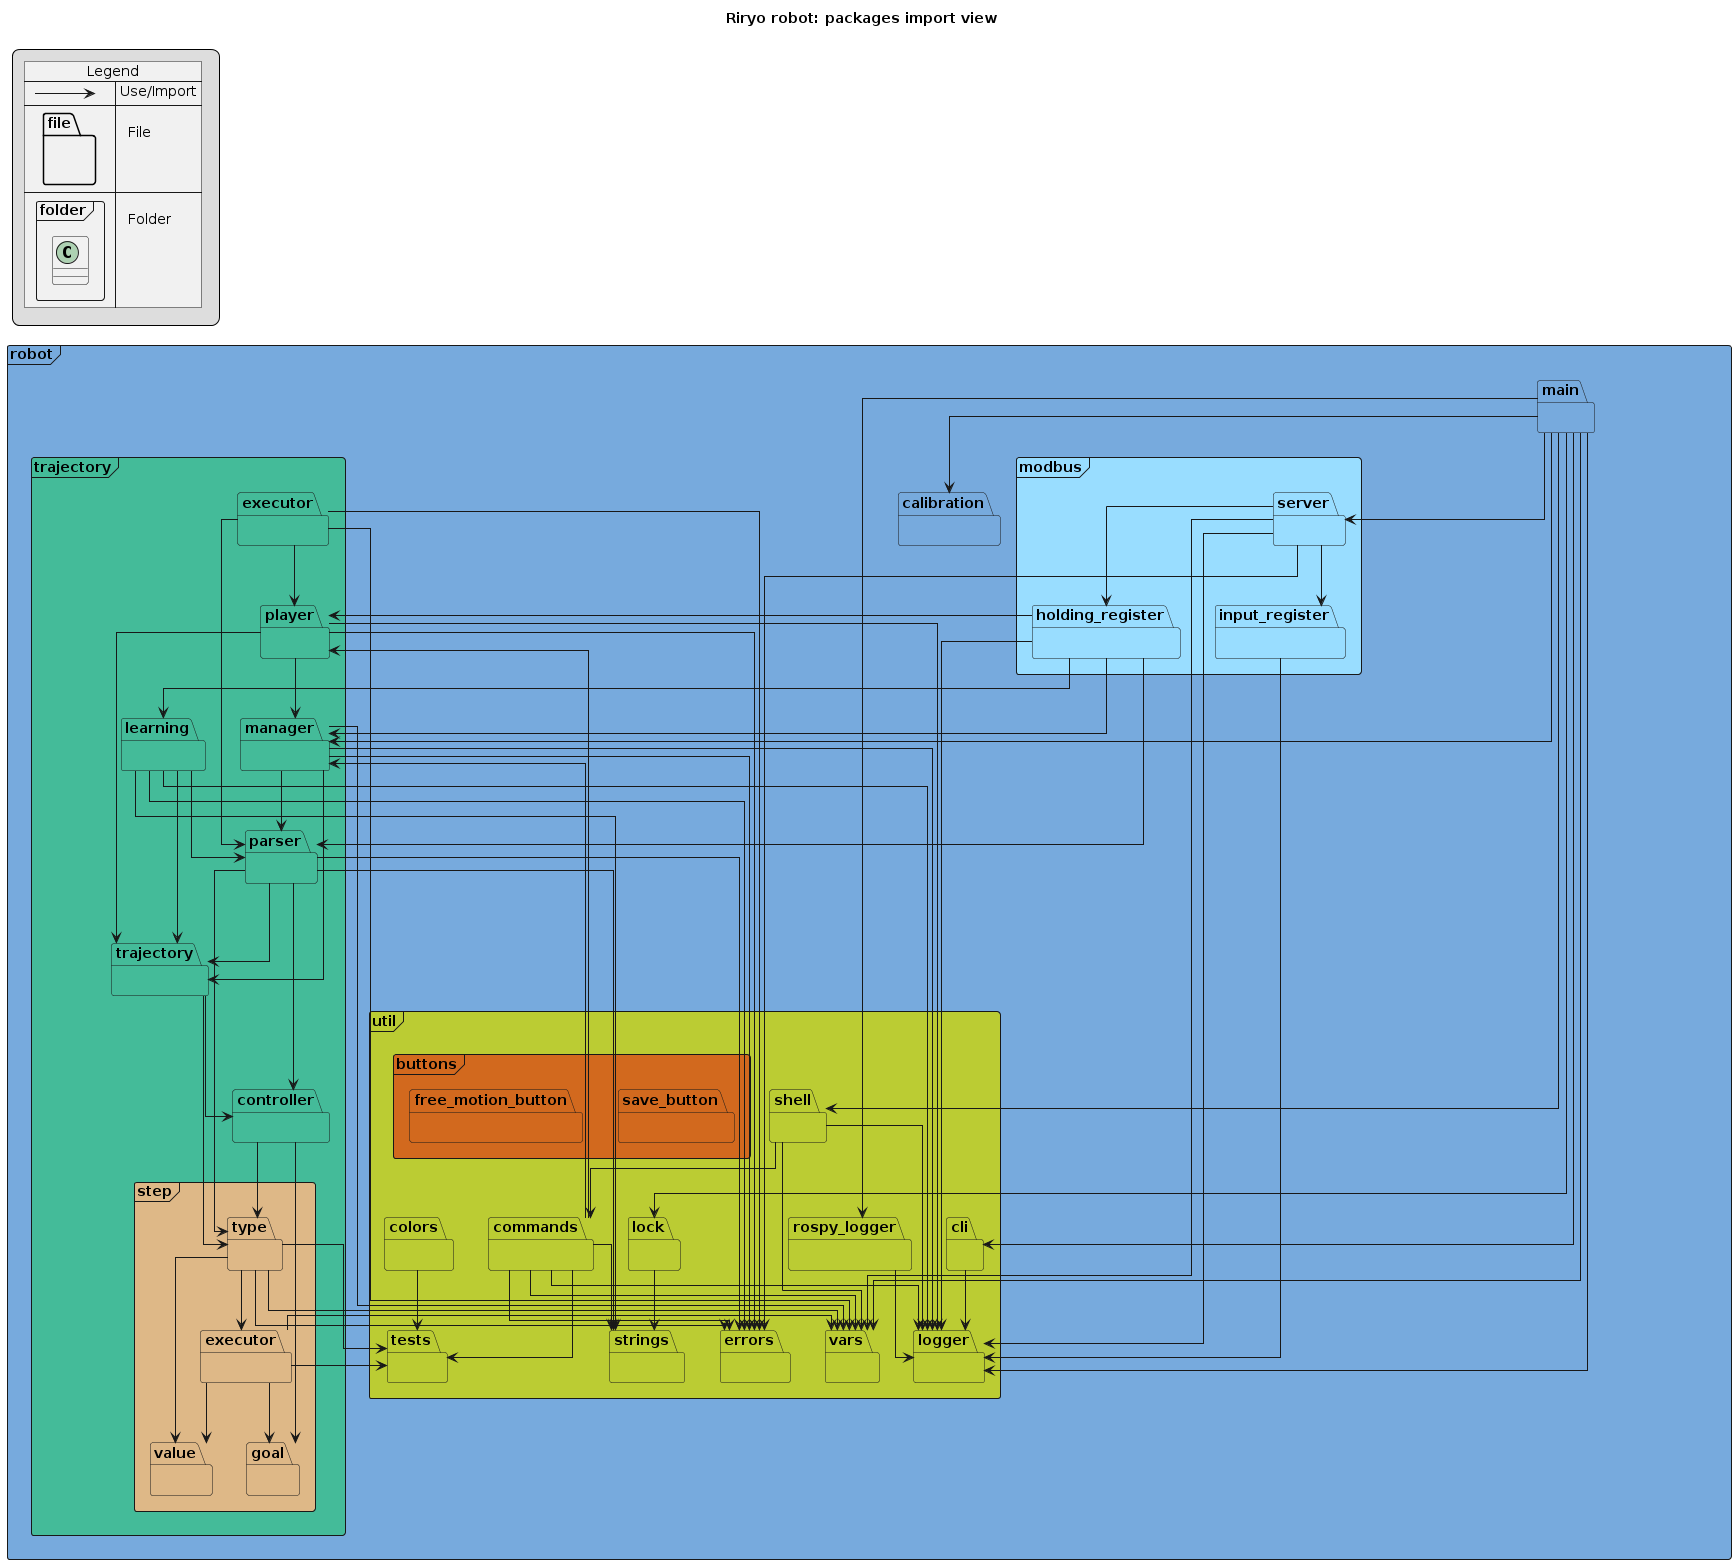 Riryo robot: packages import view
Legend
Use/Import
file
File
folder
Folder
C
robot
main
trajectory
modbus
executor
calibration
server
player
holding_register
input_register
learning
manager
parser
trajectory
util
buttons
controller
free_motion_button
save_button
shell
step
type
colors
commands
lock
rospy_logger
cli
executor
tests
strings
errors
vars
logger
value
goal